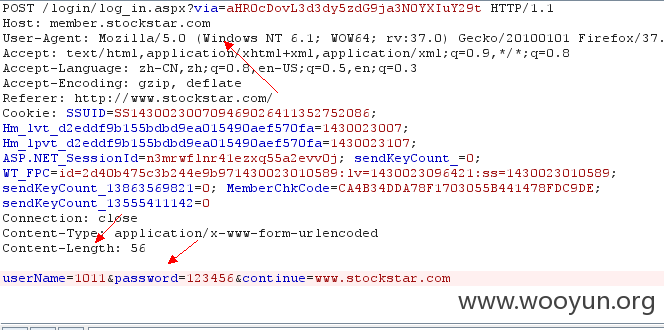 POST /login/log_in.aspx?via=aHR0cDovL3d3dy5zdG9ja3N0YXIuY29t HTTP/1.1
Host: member.stockstar.com
User-Agent: Mozilla/5.0 (Windows NT 6.1; WOW64; rv:37.0) Gecko/20100101 Firefox/37.
Accept: text/html,application/xhtml+xml,application/xml;q=0.9,*/*;q=0.8
Accept-Language: zh-CN,zh;q=0.8,en-US;q=0.5,en;q=0.3
Accept-Encoding: gzip, deflate
Referer: http://www.stockstar.com/
Cookie: SSUID=SS14300230070946902641135275​2086;
Hm_lvt_d2eddf9b155bdbd9ea015490aef570fa=1430023007;
Hm_lpvt_d2eddf9b155bdbd9ea015490aef570fa=1430023107;
ASP.NET_SessionId=n3mrwflnr41ezxq55a2evv0j; sendKeyCount_=0;
WT_FPC=id=2d40b475c3b244e9b971430023010589:lv=1430023096421:ss=1430023010589;
sendKeyCount_13863569821=0; MemberChkCode=CA4B34DDA78F1703055B441478FDC9DE;
sendKeyCount_13555411142=0
Connection: close
Content-Type: application/x-www-form-urlencoded
Content-Length: 56
userName=1011&password=123456&continue=www.stockstar.com
www.wooyun.org